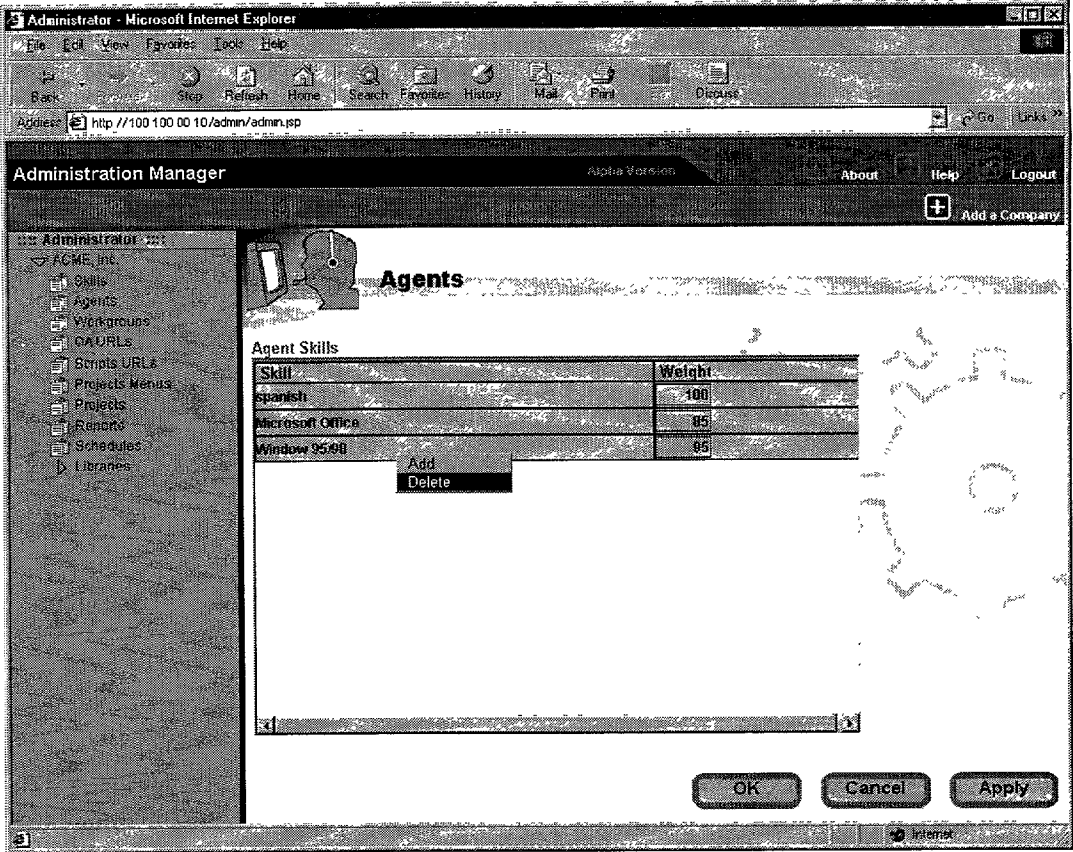 Administrator - Microsoft Internet Explorer
File Edit View Favorites Tools Help
Back Stop Refresh Home Search Favorites History Mail Print Discuss
Address http //100 100 00 10/admin/admin.jsp Go Links »
Administration Manager Alpha Version About Help Logout
Add a Company
:::: Administrator ::::
ACME, Inc.
Skills
Agents
Workgroups
QA URLs
Scripts URLs
Projects Menus
Projects
Reports
Schedules
Libraries
Agents
Agent Skills
Skill Weight
spanish 100
Microsoft Office 85
Window 95/98 95
Add
Delete
OK Cancel Apply
Internet